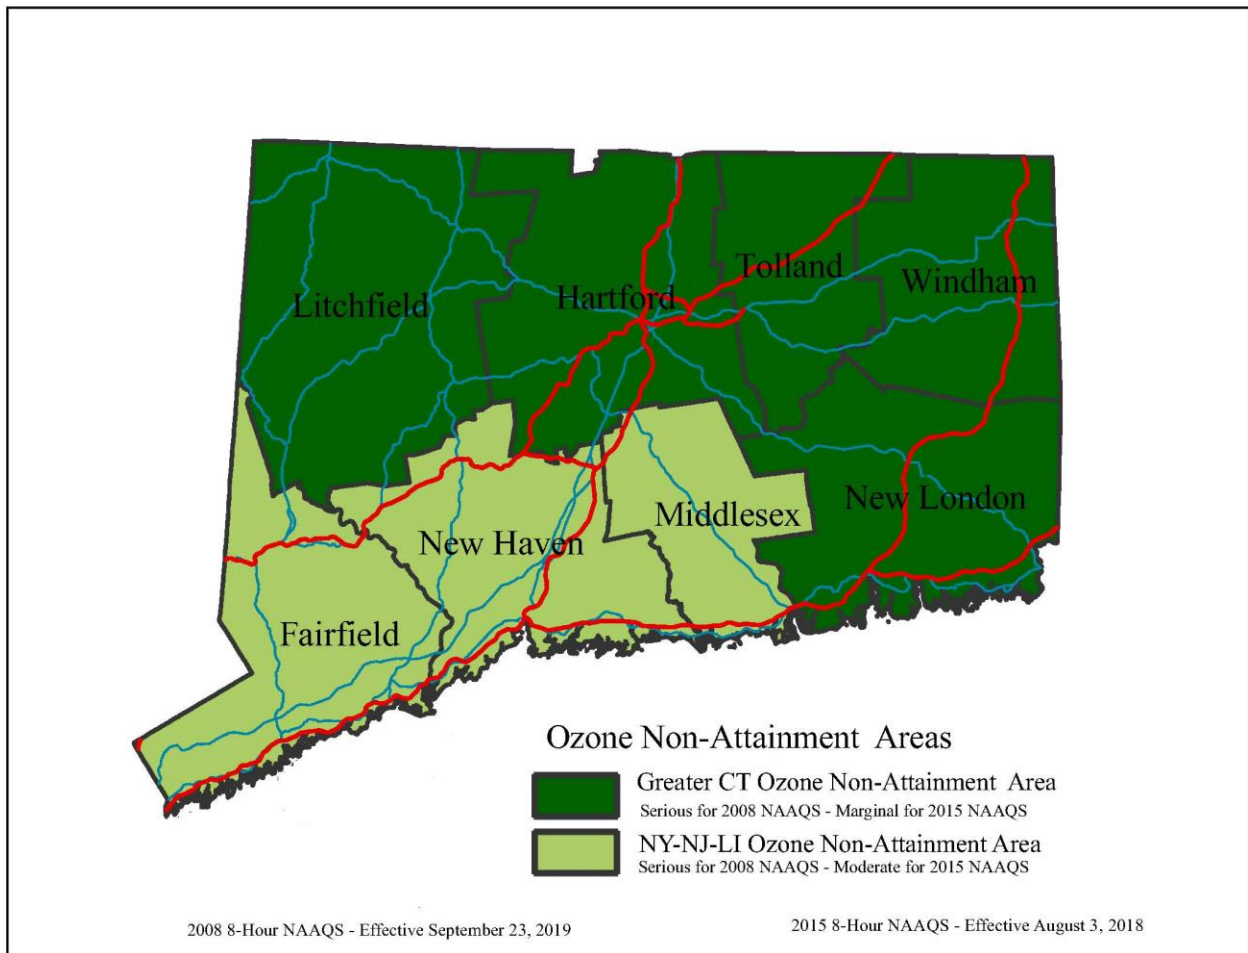 Litchfield
Hartford
Tolland
Windham
New London
Middlesex
New Haven
Fairfield
Ozone Non-Attainment Areas
Greater CT Ozone Non-Attainment Area
Serious for 2008 NAAQS - Marginal for 2015 NAAQS
NY-NJ-LI Ozone Non-Attainment Area
Serious for 2008 NAAQS - Moderate for 2015 NAAQS
2008 8-Hour NAAQS - Effective September 23, 2019
2015 8-Hour NAAQS - Effective August 3, 2018